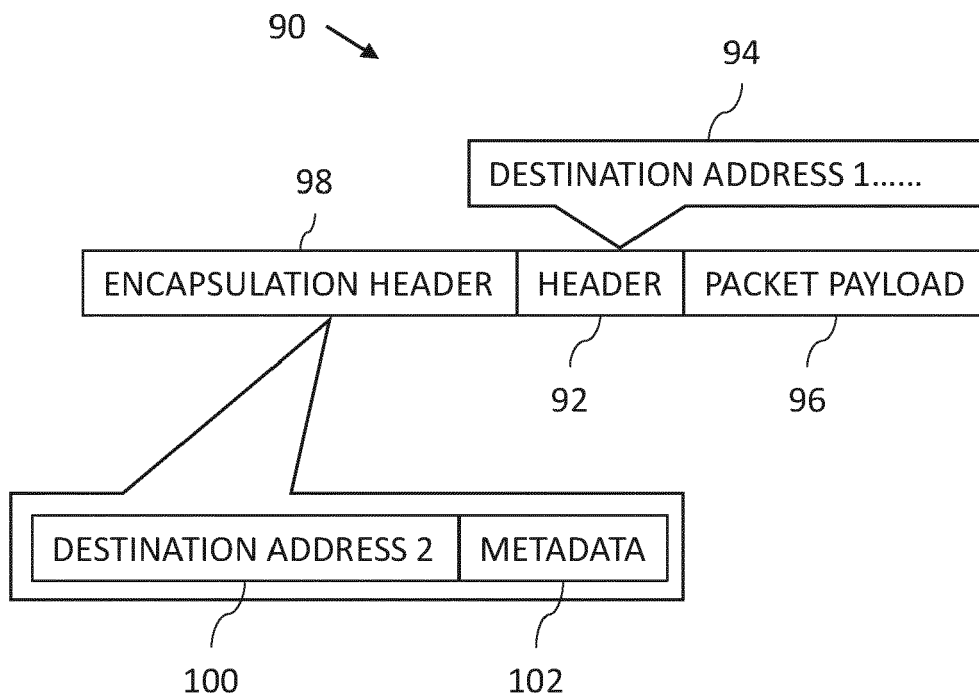 90
94
DESTINATION ADDRESS 1......
98
ENCAPSULATION HEADER HEADER PACKET PAYLOAD
92 96
DESTINATION ADDRESS 2 METADATA
100 102